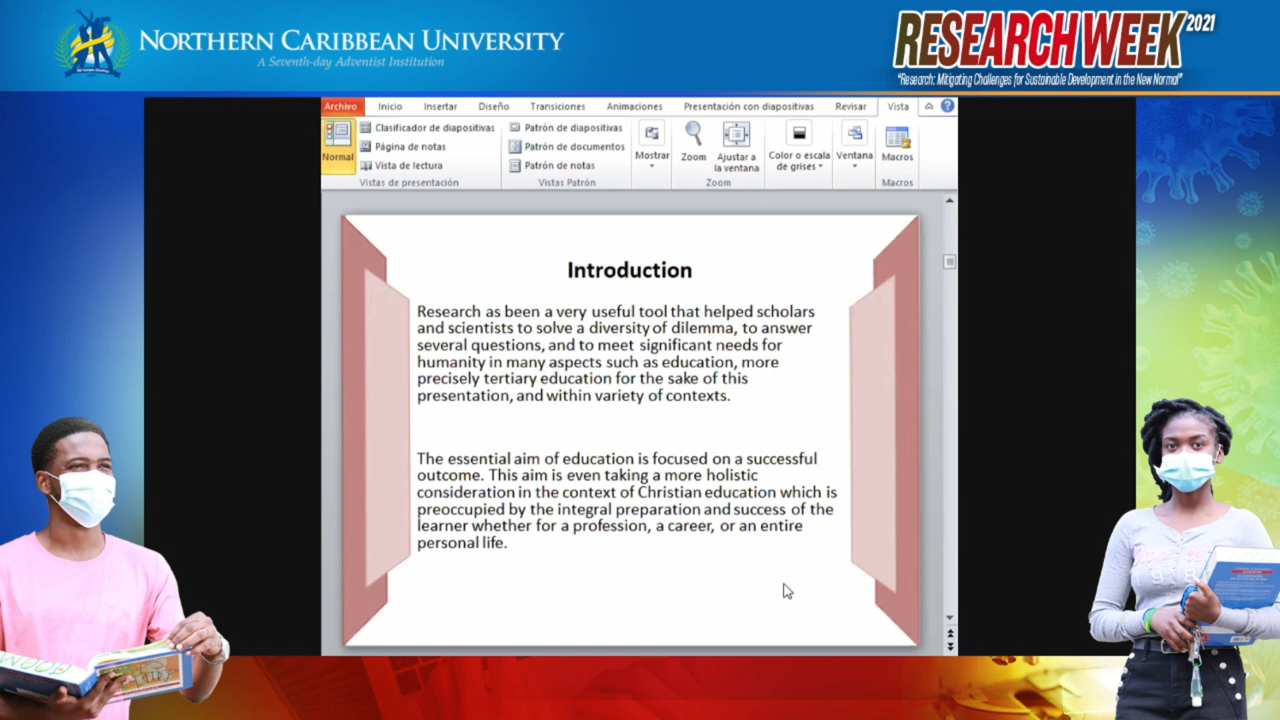 NORTHERN CARIBBEAN UNIVERSITY
A Seventh-day Adventist Institution
RESEARCH WEEK 2021
"Research: Mitigating Challenges for Sustainable Development in the New Normal"
Archivo Inicio Insertar Diseño Transiciones Animaciones Presentación con diapositivas Revisar Vista
Clasificador de diapositivas Patrón de diapositivas
Página de notas Patrón de documentos
Normal Vista de lectura Patrón de notas Mostrar Zoom Ajustar a la ventana Color o escala de grises Ventana Macros
Vistas de presentación Vistas Patrón Zoom Macros
Introduction
Research as been a very useful tool that helped scholars
and scientists to solve a diversity of dilemma, to answer
several questions, and to meet significant needs for
humanity in many aspects such as education, more
precisely tertiary education for the sake of this
presentation, and within variety of contexts.
The essential aim of education is focused on a successful
outcome. This aim is even taking a more holistic
consideration in the context of Christian education which is
preoccupied by the integral preparation and success of the
learner whether for a profession, a career, or an entire
personal life.